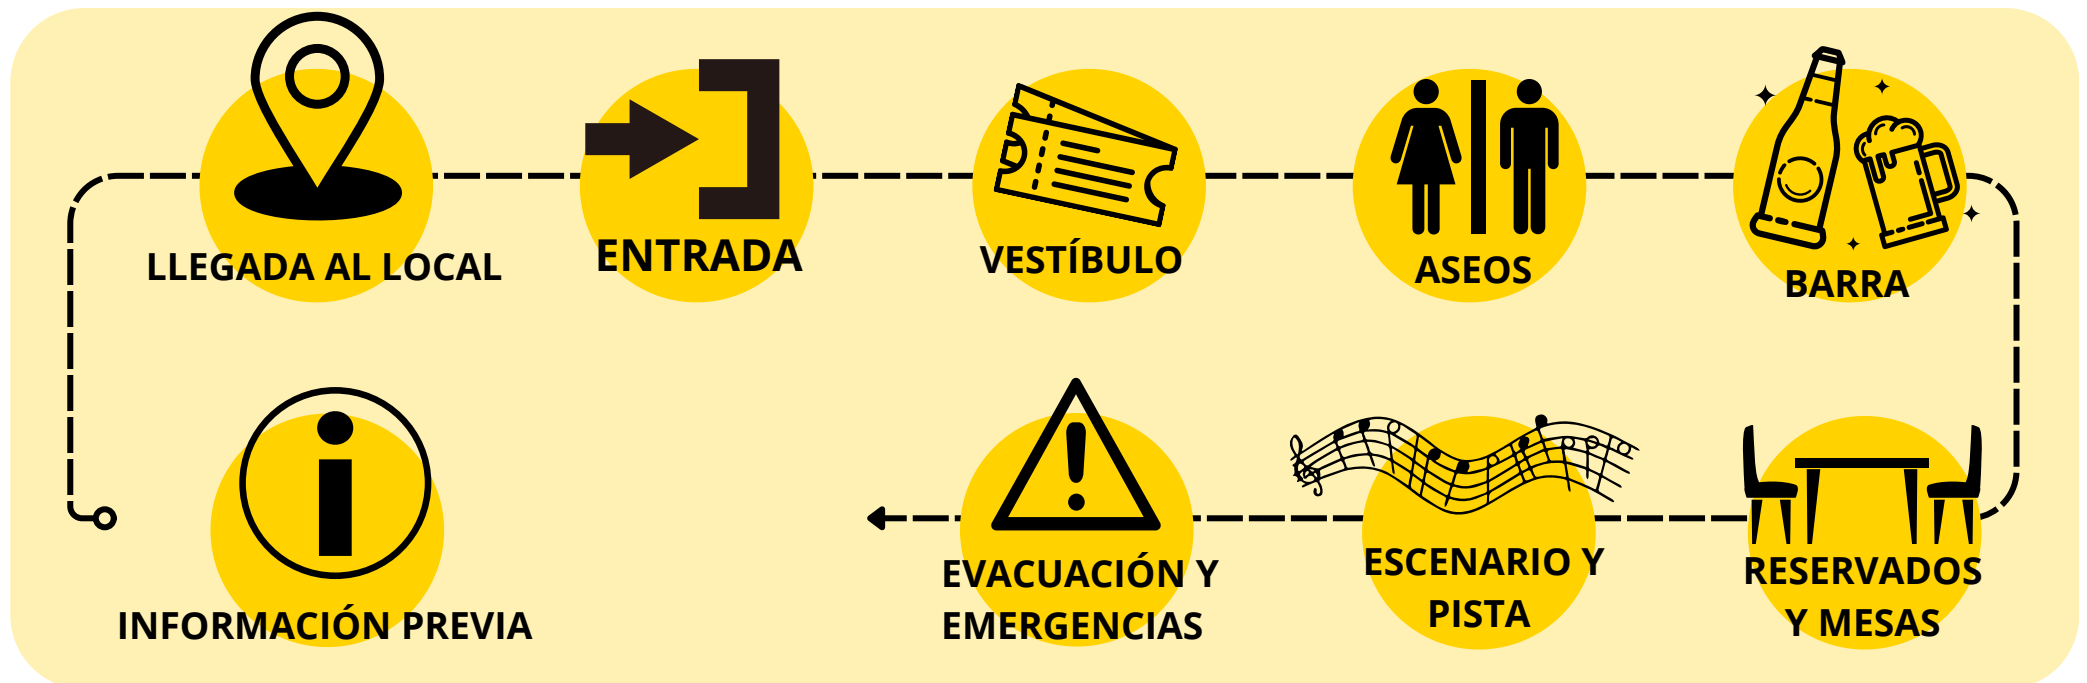 LLEGADA AL LOCAL
ENTRADA
VESTÍBULO
ASEOS
BARRA
INFORMACIÓN PREVIA
EVACUACIÓN Y
EMERGENCIAS
ESCENARIO Y
PISTA
RESERVADOS
Y MESAS